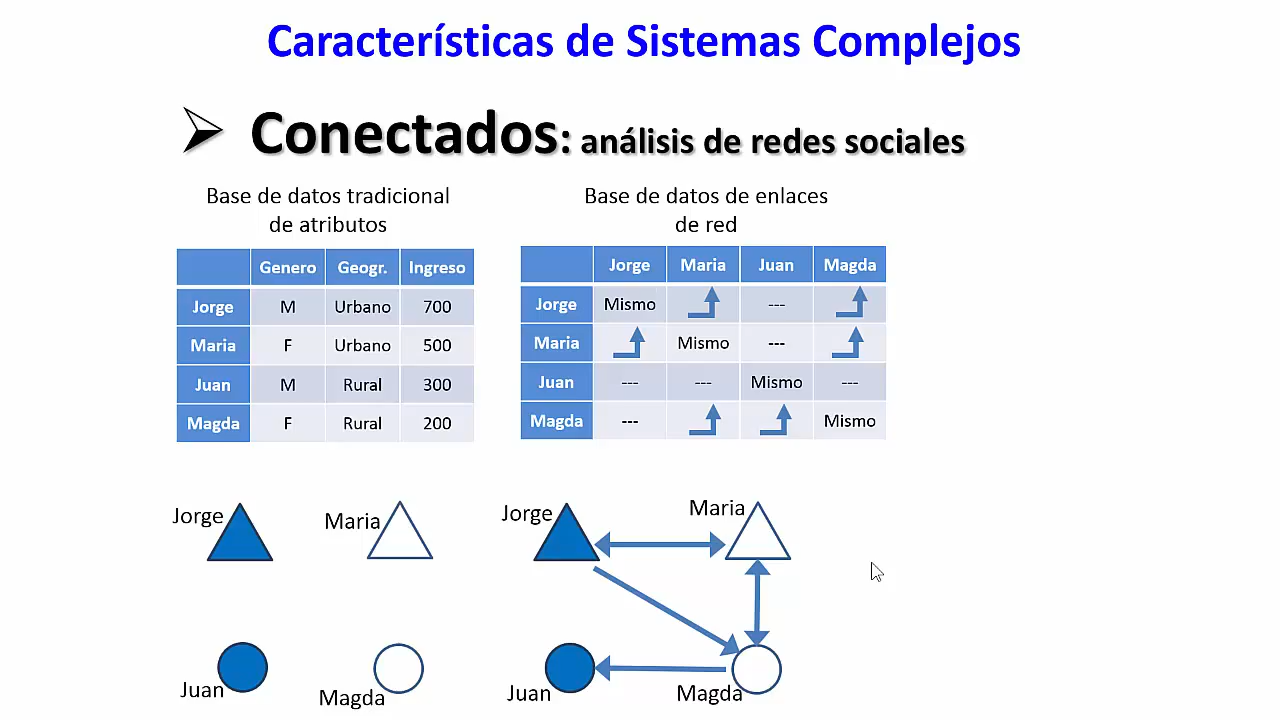 Características de Sistemas Complejos
Conectados: análisis de redes sociales
Base de datos tradicional
de atributos
Genero Geogr. Ingreso
Jorge M Urbano 700
Maria F Urbano 500
Juan M Rural 300
Magda F Rural 200
Base de datos de enlaces
de red
Jorge Maria Juan Magda
Jorge Mismo ---
Maria Mismo ---
Juan --- --- Mismo ---
Magda --- Mismo
Jorge
Maria
Juan
Magda
Jorge
Maria
Juan
Magda